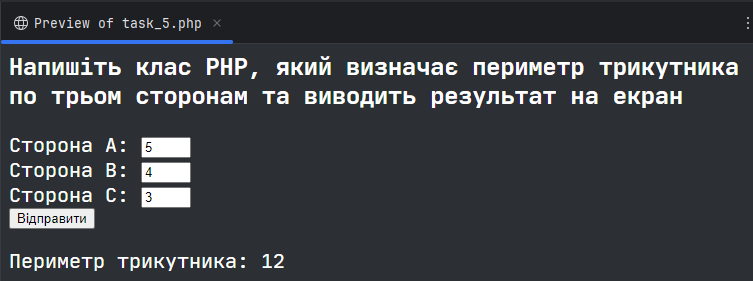 Preview of task_5.php ×
Напишіть клас PHP, який визначає периметр трикутника
по трьом сторонам та виводить результат на екран
Сторона A: 5
Сторона B: 4
Сторона C: 3
Відправити
Периметр трикутника: 12